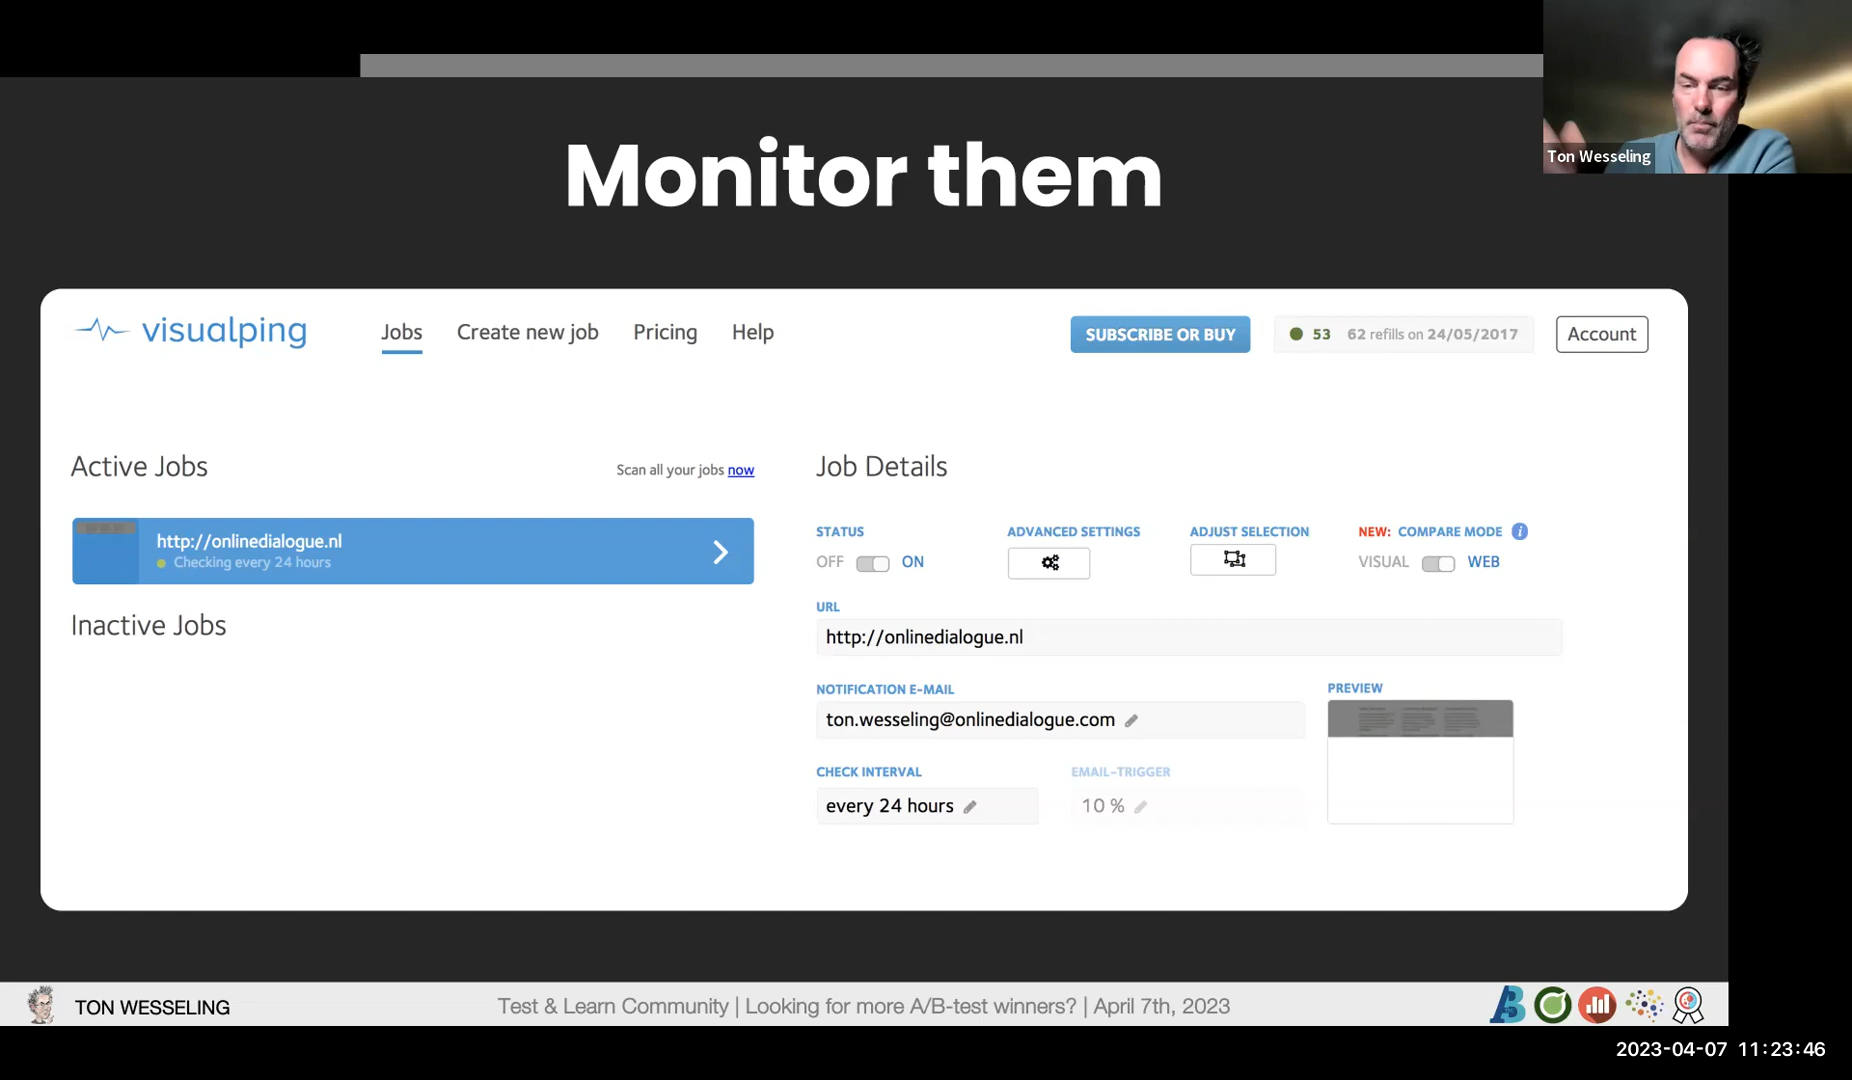 Ton Wesseling
Monitor them
visualping
Jobs
Create new job
Pricing
Help
SUBSCRIBE OR BUY
53 62 refills on 24/05/2017
Account
Active Jobs
Scan all your jobs now
http://onlinedialogue.nl
Checking every 24 hours
Inactive Jobs
Job Details
STATUS
OFF ON
ADVANCED SETTINGS
ADJUST SELECTION
NEW: COMPARE MODE i
VISUAL WEB
URL
http://onlinedialogue.nl
NOTIFICATION E-MAIL
ton.wesseling@onlinedialogue.com
PREVIEW
CHECK INTERVAL
every 24 hours
EMAIL-TRIGGER
10 %
TON WESSELING
Test & Learn Community | Looking for more A/B-test winners? | April 7th, 2023
2023-04-07 11:23:46